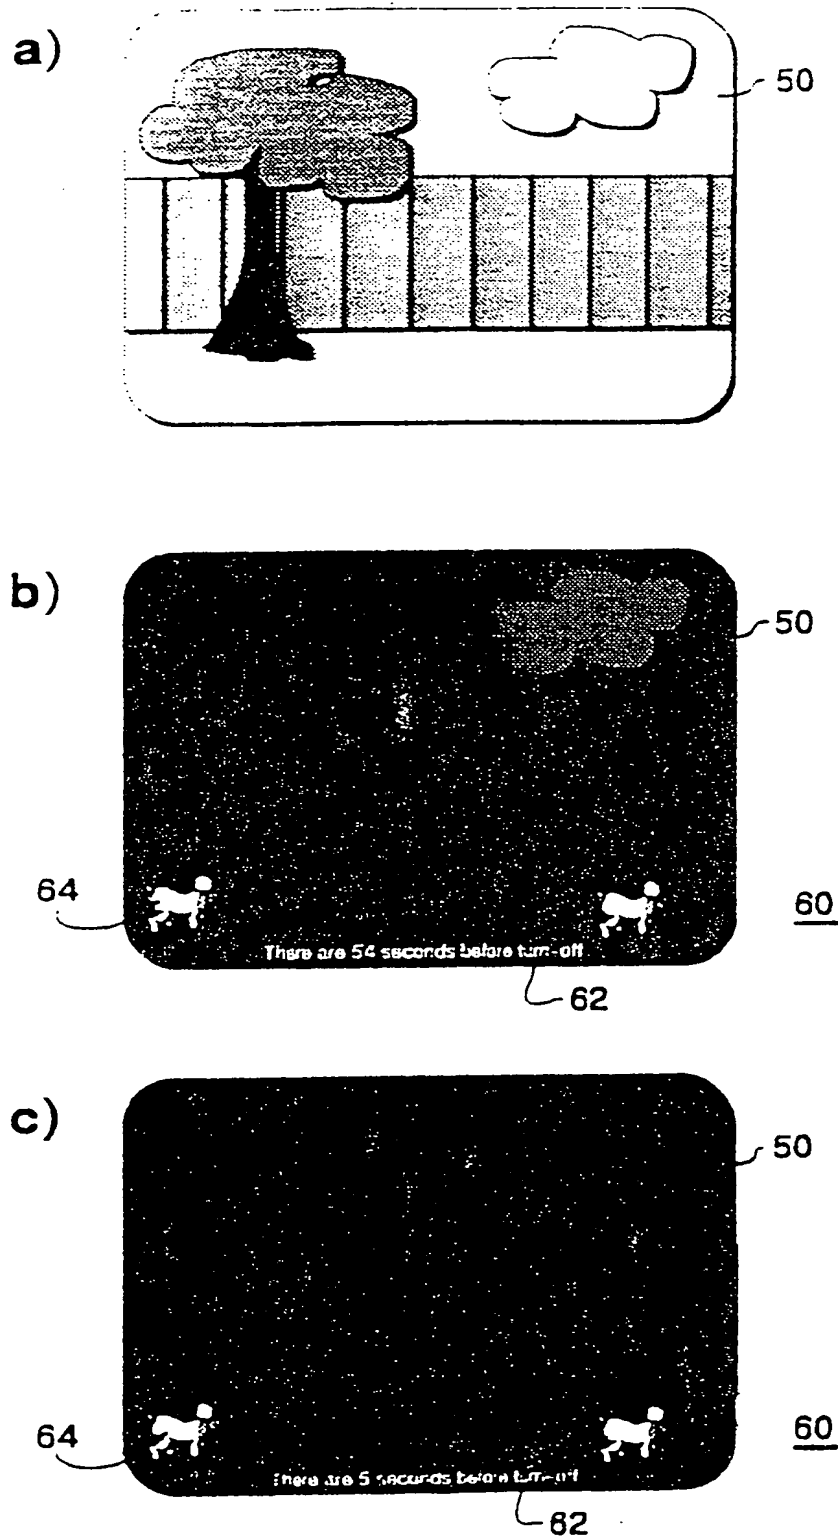 a)
50
b)
50
64
60
There are 54 seconds before turn-off
62
c)
50
64
60
There are 5 seconds before turn-off
62